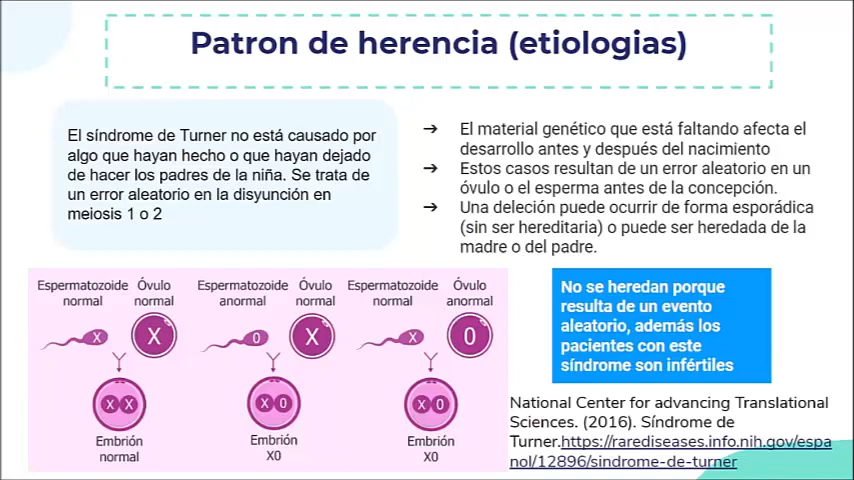 Patron de herencia (etiologias)
El síndrome de Turner no está causado por
algo que hayan hecho o que hayan dejado
de hacer los padres de la niña. Se trata de
un error aleatorio en la disyunción en
meiosis 1 o 2
➔ El material genético que está faltando afecta el
desarrollo antes y después del nacimiento
➔ Estos casos resultan de un error aleatorio en un
óvulo o el esperma antes de la concepción.
➔ Una deleción puede ocurrir de forma esporádica
(sin ser hereditaria) o puede ser heredada de la
madre o del padre.
Espermatozoide normal
Óvulo normal
X
X
X X
Embrión normal
Espermatozoide anormal
Óvulo normal
0
X
X 0
Embrión X0
Espermatozoide normal
Óvulo anormal
X
0
X 0
Embrión X0
No se heredan porque
resulta de un evento
aleatorio, además los
pacientes con este
síndrome son infértiles
National Center for advancing Translational
Sciences. (2016). Síndrome de
Turner.https://rarediseases.info.nih.gov/espa
nol/12896/sindrome-de-turner